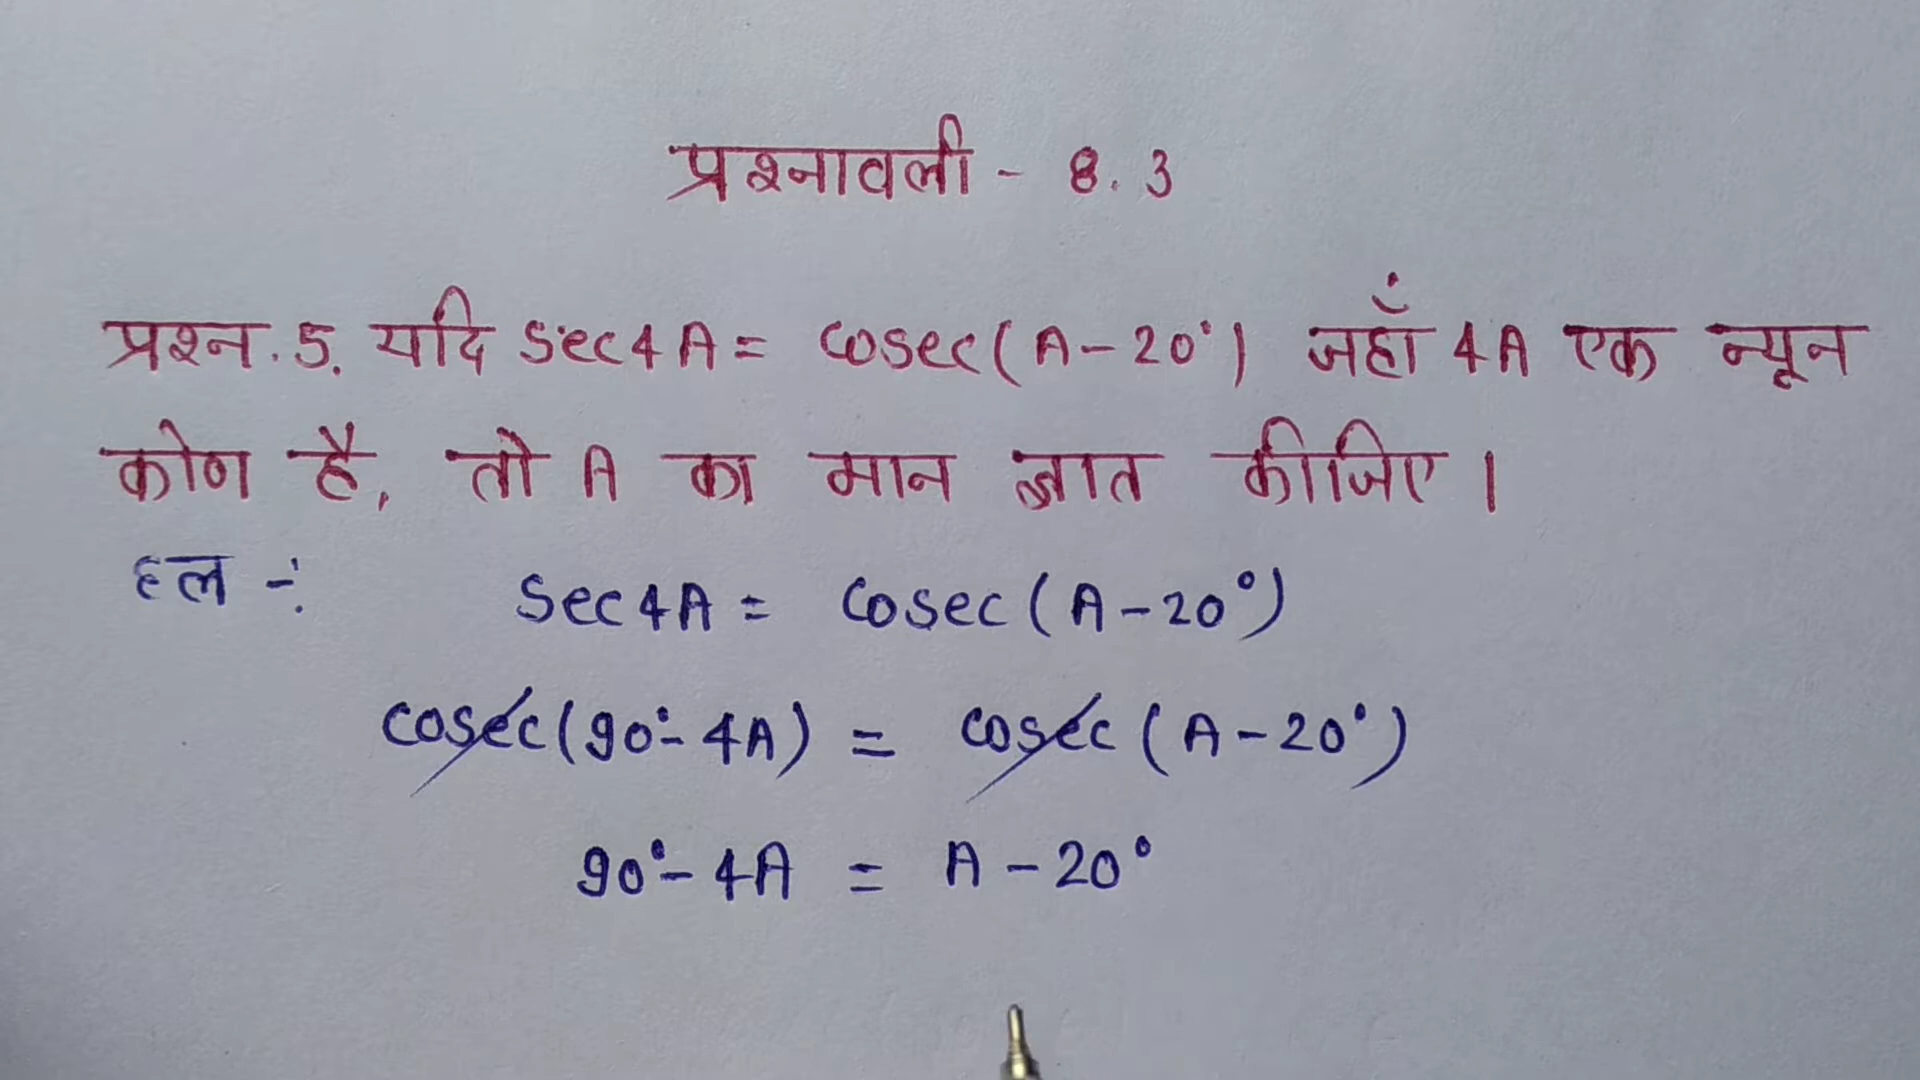 प्रश्नावली - 8.3
प्रश्न.5. यदि sec4A = cosec(A-20°) जहाँ 4A एक न्यून
कोण है, तो A का मान ज्ञात कीजिए।
हल -: sec4A = cosec(A-20°)
cosec(90°-4A) = cosec(A-20°)
90°-4A = A-20°